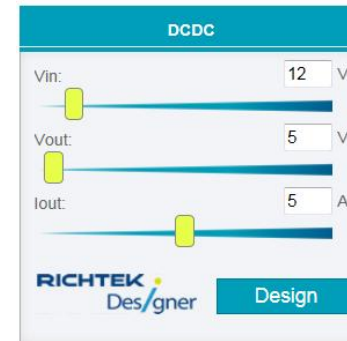 DCDC
Vin: 12 V
Vout: 5 V
Iout: 5 A
RICHTEK
Designer
Design